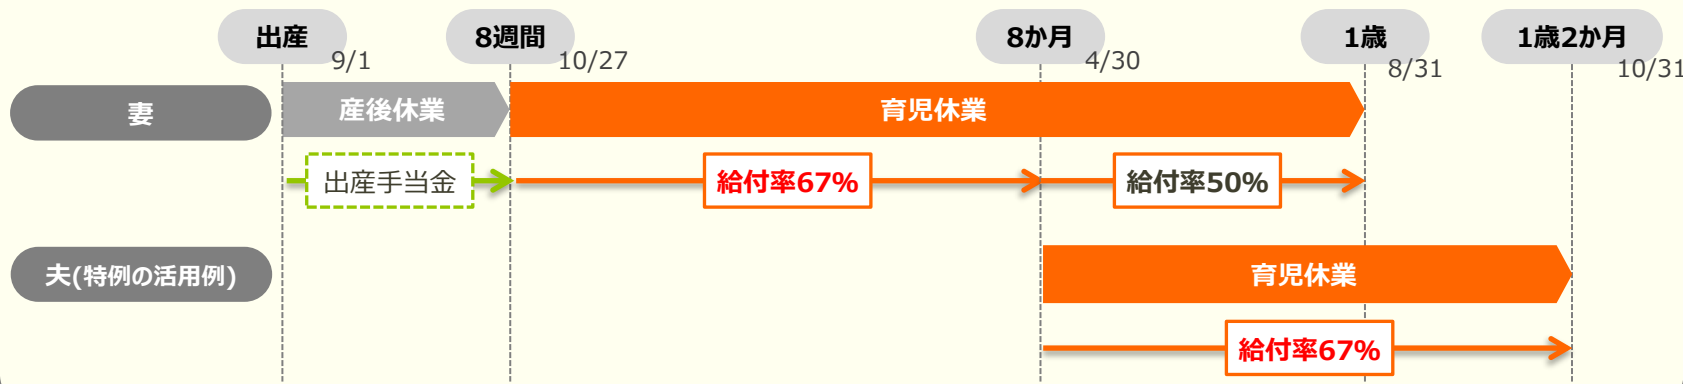 出産
8週間
8か月
1歳
1歳2か月
9/1
10/27
4/30
8/31
10/31
妻
産後休業
育児休業
出産手当金
給付率67%
給付率50%
夫(特例の活用例)
育児休業
給付率67%